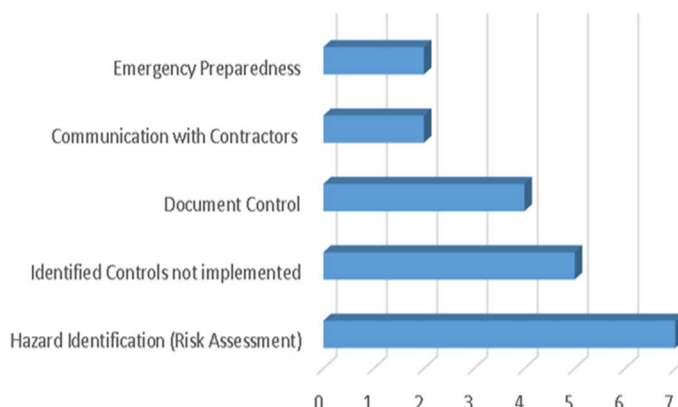 Emergency Preparedness
Communication with Contractors
Document Control
Identified Controls not implemented
Hazard Identification (Risk Assessment)
0 1 2 3 4 5 6 7